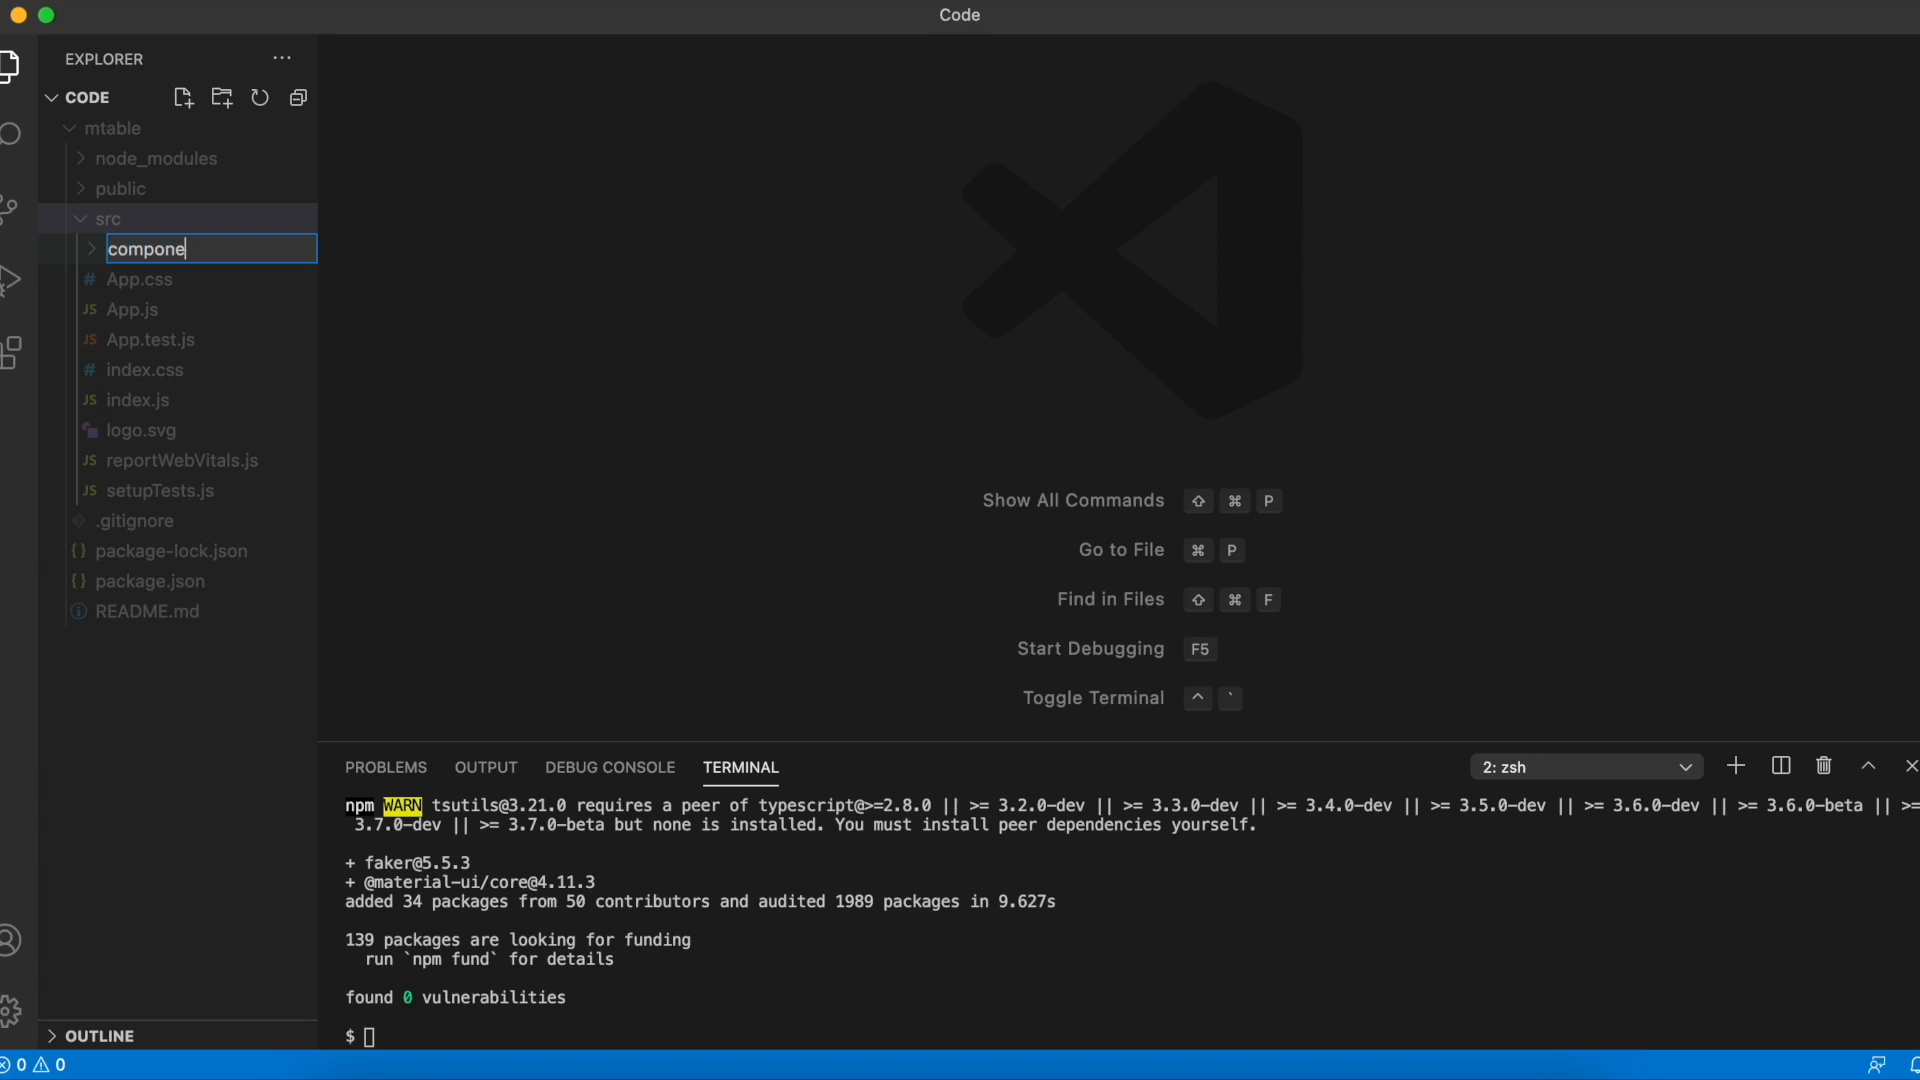 Code
EXPLORER
CODE
mtable
node_modules
public
src
compone
# App.css
JS App.js
JS App.test.js
# index.css
JS index.js
logo.svg
JS reportWebVitals.js
JS setupTests.js
.gitignore
{} package-lock.json
{} package.json
README.md
OUTLINE
Show All Commands ⇧ ⌘ P
Go to File ⌘ P
Find in Files ⇧ ⌘ F
Start Debugging F5
Toggle Terminal ^ `
PROBLEMS OUTPUT DEBUG CONSOLE TERMINAL 2: zsh
npm WARN tsutils@3.21.0 requires a peer of typescript@>=2.8.0 || >= 3.2.0-dev || >= 3.3.0-dev || >= 3.4.0-dev || >= 3.5.0-dev || >= 3.6.0-dev || >= 3.6.0-beta || >=
3.7.0-dev || >= 3.7.0-beta but none is installed. You must install peer dependencies yourself.
+ faker@5.5.3
+ @material-ui/core@4.11.3
added 34 packages from 50 contributors and audited 1989 packages in 9.627s
139 packages are looking for funding
run `npm fund` for details
found 0 vulnerabilities
$
0 0